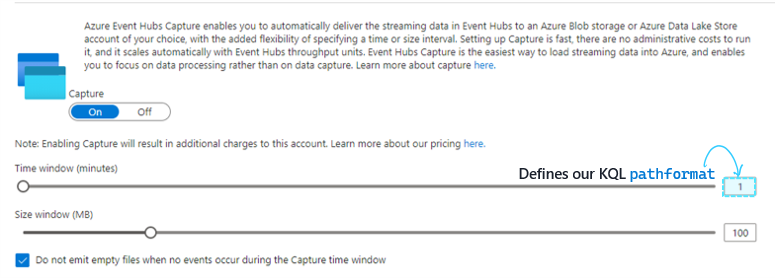 Azure Event Hubs Capture enables you to automatically deliver the streaming data in Event Hubs to an Azure Blob storage or Azure Data Lake Store
account of your choice, with the added flexibility of specifying a time or size interval. Setting up Capture is fast, there are no administrative costs to run
it, and it scales automatically with Event Hubs throughput units. Event Hubs Capture is the easiest way to load streaming data into Azure, and enables
you to focus on data processing rather than on data capture. Learn more about capture here.
Capture
On Off
Note: Enabling Capture will result in additional charges to this account. Learn more about our pricing here.
Time window (minutes)
Defines our KQL pathformat
1
Size window (MB)
100
Do not emit empty files when no events occur during the Capture time window